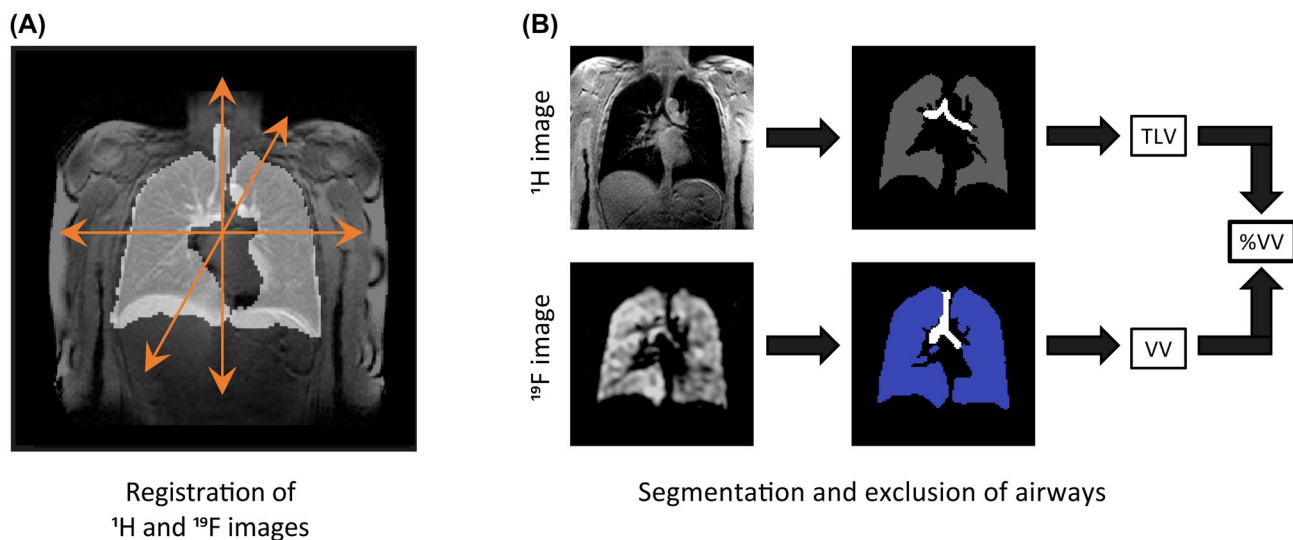 (A)
Registration of
¹H and ¹⁹F images
(B)
¹H image
TLV
%VV
¹⁹F image
VV
Segmentation and exclusion of airways